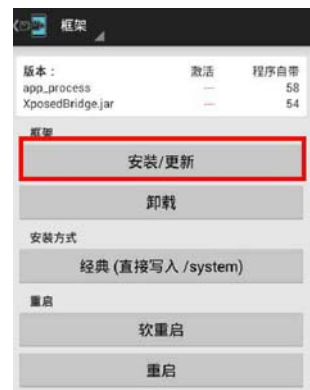 框架
版本： 激活 程序自带
app_process --- 58
XposedBridge.jar --- 54
框架
安装/更新
卸载
安装方式
经典 (直接写入 /system)
重启
软重启
重启